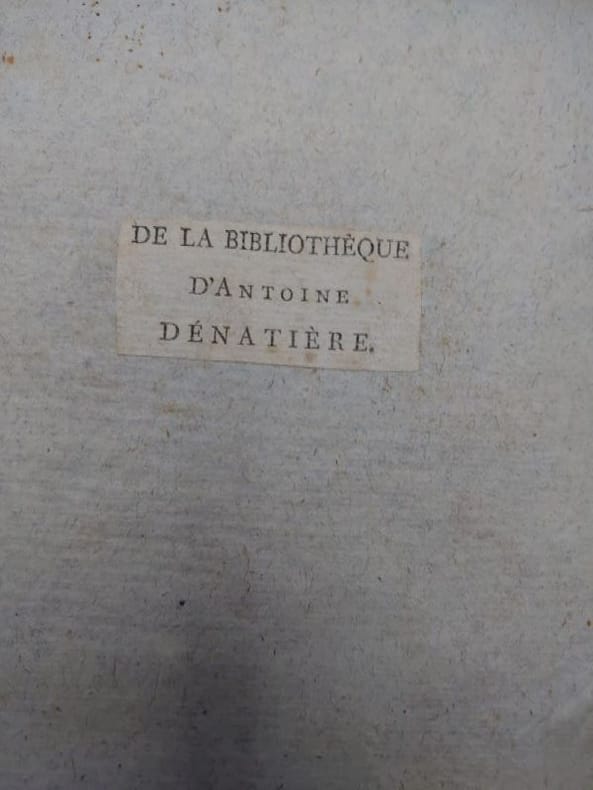 DE LA BIBLIOTHÈQUE
D'ANTOINE
DÉNATIÈRE.